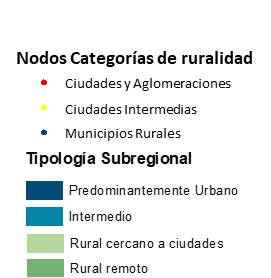 Nodos Categorías de ruralidad
Ciudades y Aglomeraciones
Ciudades Intermedias
Municipios Rurales
Tipología Subregional
Predominantemente Urbano
Intermedio
Rural cercano a ciudades
Rural remoto